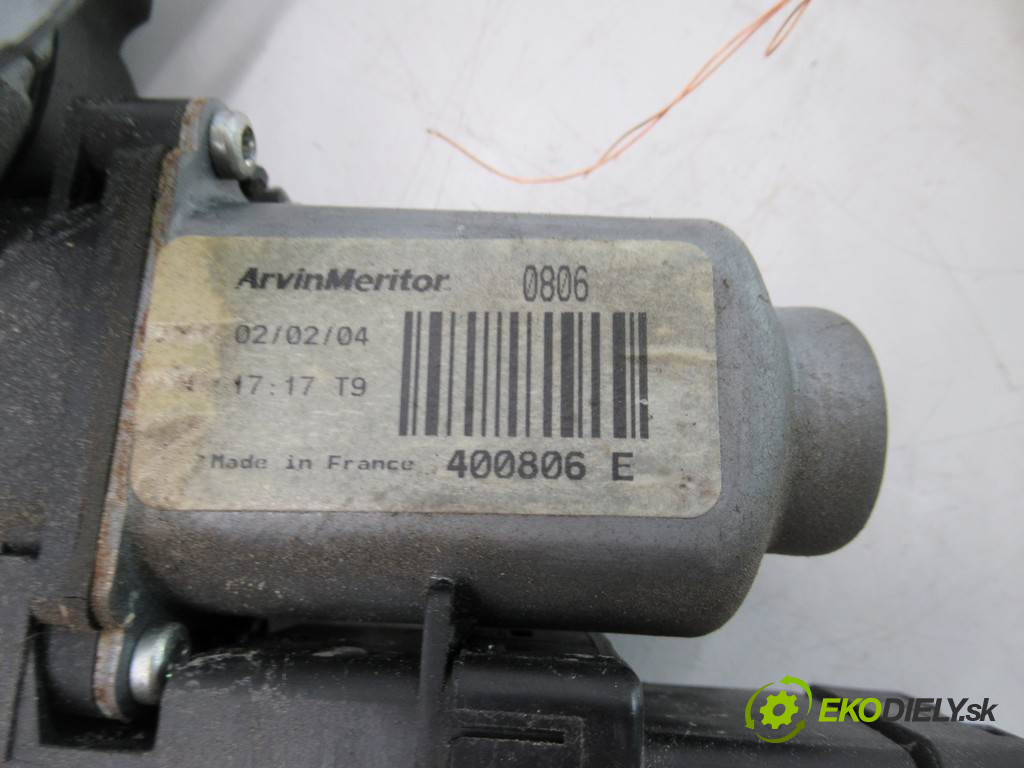 ArvinMeritor 0806
02/02/04
17:17 T9
Made in France 400806 E
EKODIELY.sk